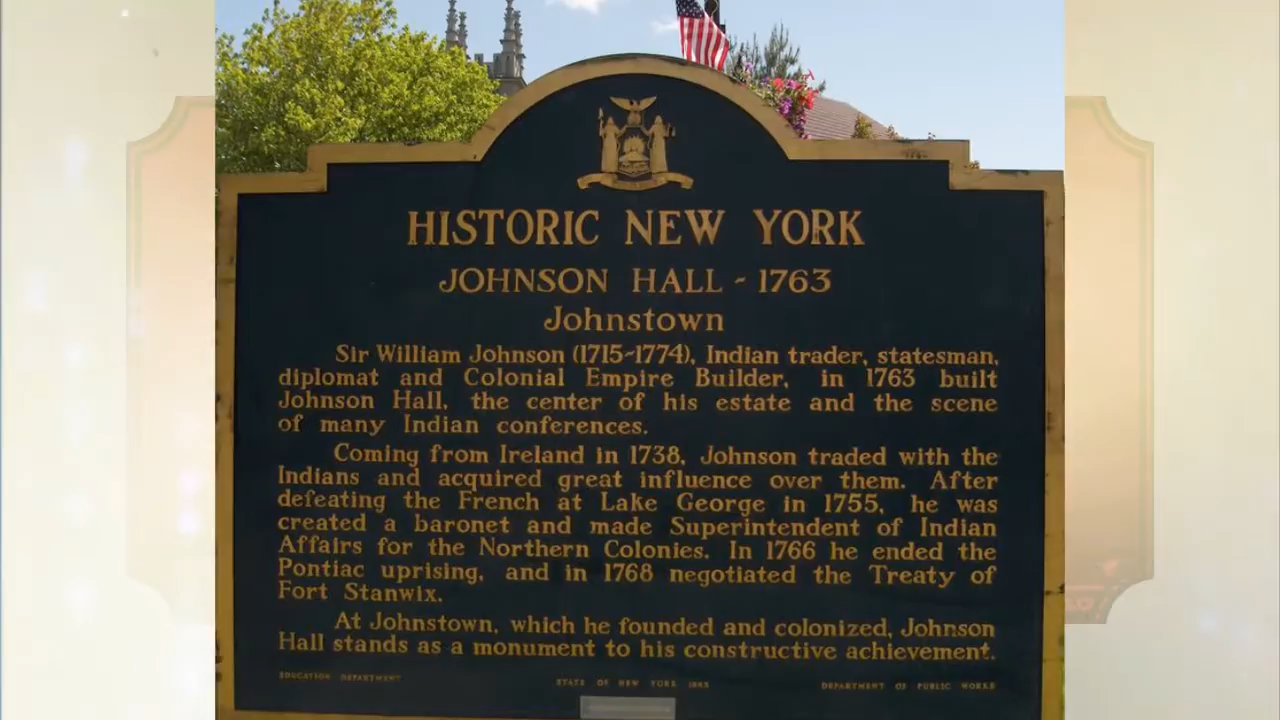 HISTORIC NEW YORK
JOHNSON HALL - 1763
Johnstown
Sir William Johnson (1715-1774), Indian trader, statesman,
diplomat and Colonial Empire Builder, in 1763 built
Johnson Hall, the center of his estate and the scene
of many Indian conferences.
Coming from Ireland in 1738, Johnson traded with the
Indians and acquired great influence over them. After
defeating the French at Lake George in 1755, he was
created a baronet and made Superintendent of Indian
Affairs for the Northern Colonies. In 1766 he ended the
Pontiac uprising, and in 1768 negotiated the Treaty of
Fort Stanwix.
At Johnstown, which he founded and colonized, Johnson
Hall stands as a monument to his constructive achievement.
EDUCATION DEPARTMENT STATE OF NEW YORK DEPARTMENT OF PUBLIC WORKS